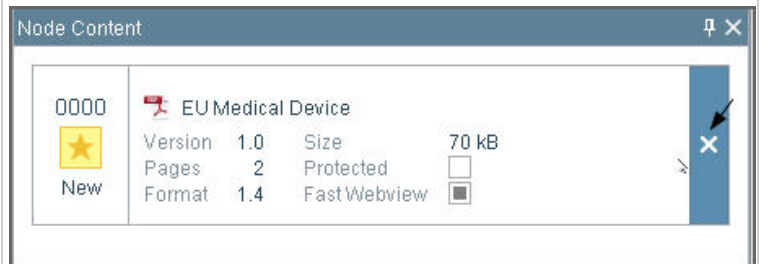 Node Content
0000
New
EU Medical Device
Version 1.0 Size 70 kB
Pages 2 Protected
Format 1.4 Fast Webview